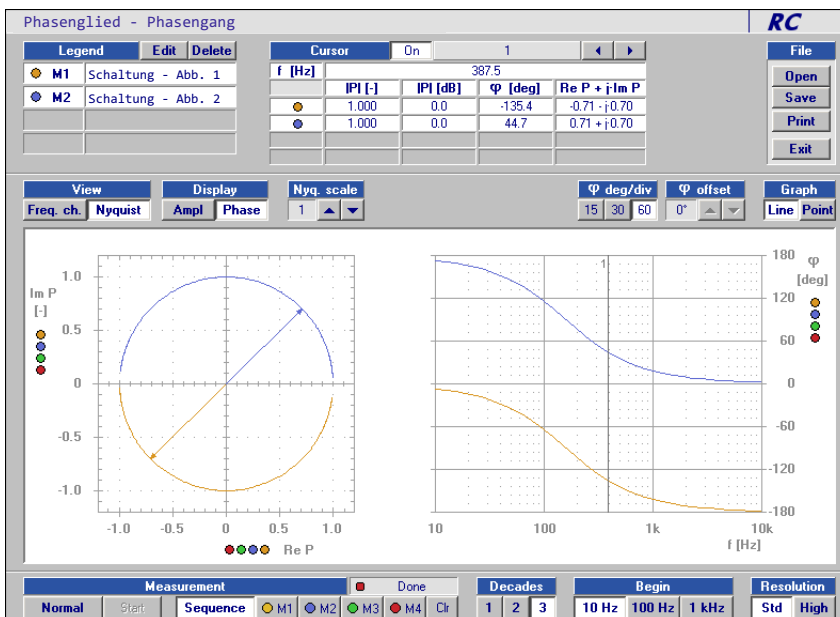 Phasenglied - Phasengang RC
Legend Edit Delete Cursor On 1 File
M1 Schaltung - Abb. 1 f [Hz] 387.5 Open
M2 Schaltung - Abb. 2 |P| [-] |P| [dB] φ [deg] Re P + j·Im P Save
1.000 0.0 -135.4 -0.71 - j·0.70 Print
1.000 0.0 44.7 0.71 + j·0.70
Exit
View Display Nyq. scale φ deg/div φ offset Graph
Freq. ch. Nyquist Ampl Phase 1 15 30 60 0° Line Point
Im P
[-]
1.0
0.5
0
-0.5
-1.0
-1.0 -0.5 0 0.5 1.0
Re P
1
180
φ
[deg]
120
60
0
-60
-120
-180
10 100 1k 10k
f [Hz]
Measurement Done Decades Begin Resolution
Normal Start Sequence M1 M2 M3 M4 Clr 1 2 3 10 Hz 100 Hz 1 kHz Std High